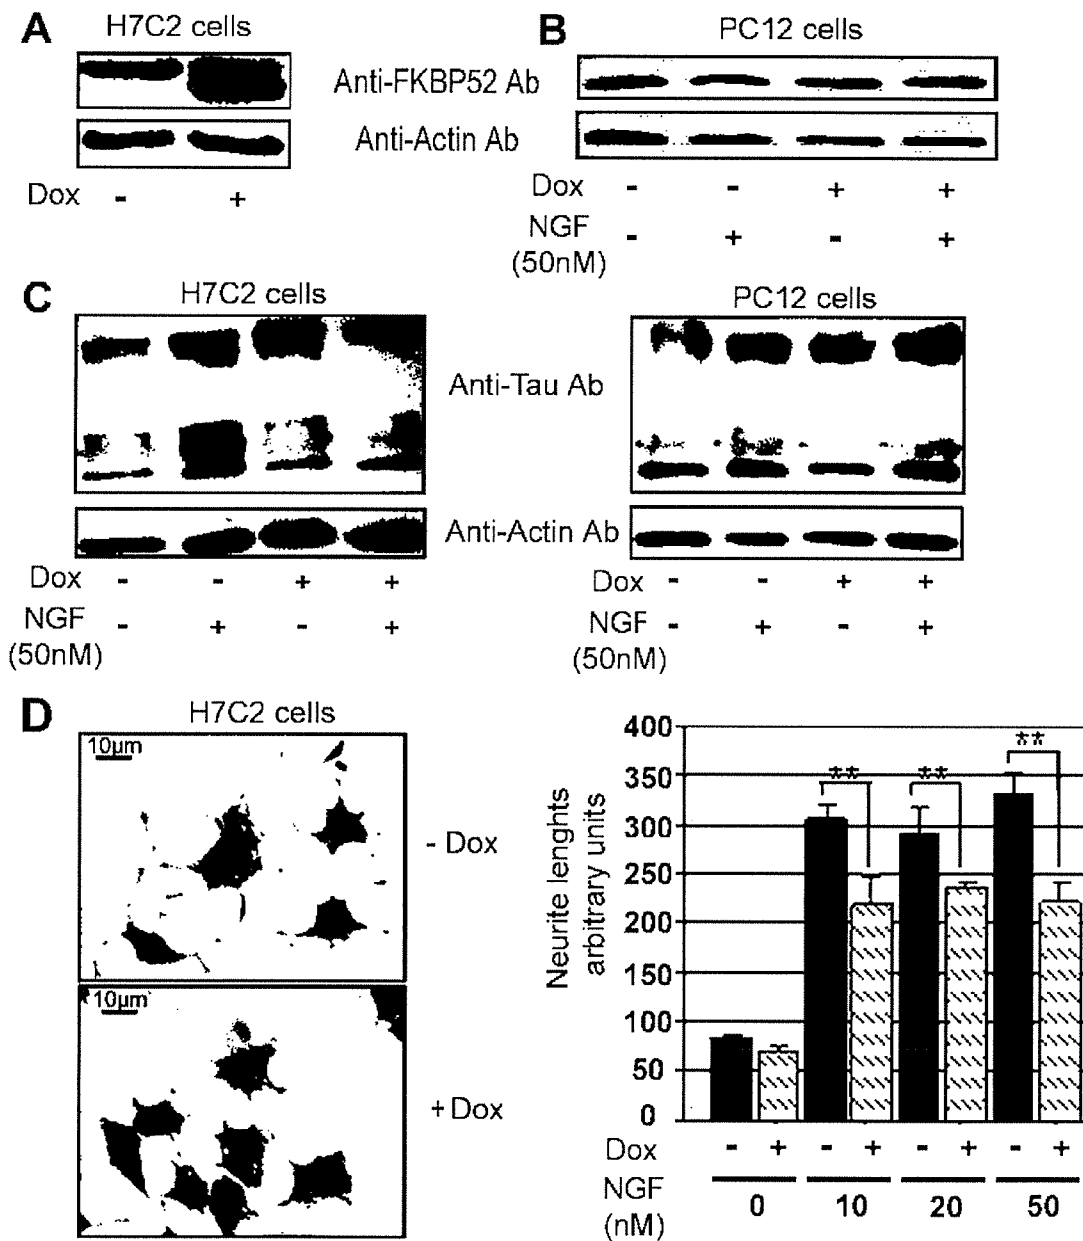 A
H7C2 cells
Anti-FKBP52 Ab
Anti-Actin Ab
Dox - +
B
PC12 cells
Dox - - + +
NGF - + - +
(50nM)
C
H7C2 cells
PC12 cells
Anti-Tau Ab
Anti-Actin Ab
Dox - - + +
NGF - + - +
(50nM)
Dox - - + +
NGF - + - +
(50nM)
D
H7C2 cells
10µm
- Dox
10µm
+ Dox
Neurite lenghts
arbitrary units
400
350
300
250
200
150
100
50
0
** ** **
Dox - + - + - + - +
NGF
(nM)
0 10 20 50